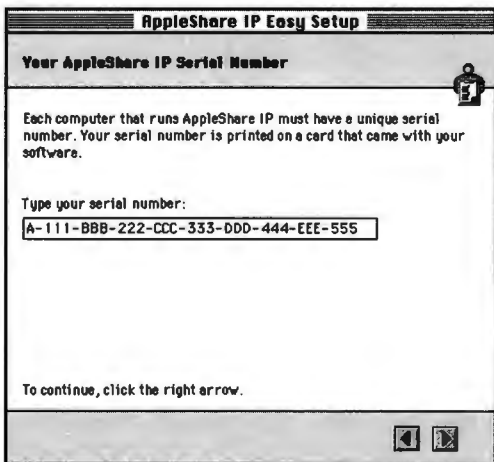 AppleShare IP Easy Setup
Your AppleShare IP Serial Number
Each computer that runs AppleShare IP must have a unique serial
number. Your serial number is printed on a card that came with your
software.
Type your serial number:
A-111-BBB-222-CCC-333-DDD-444-EEE-555
To continue, click the right arrow.